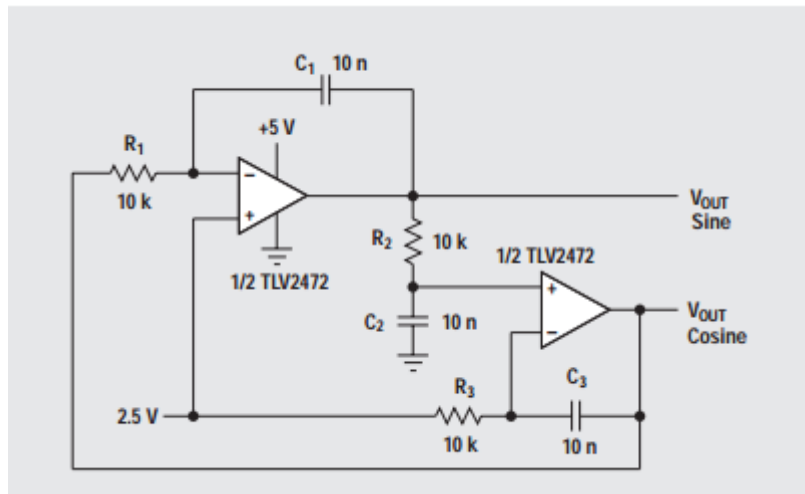 C1 10 n
+5 V
R1
10 k
−
+
1/2 TLV2472
VOUT
Sine
R2 10 k
1/2 TLV2472
+
−
VOUT
Cosine
C2 10 n
2.5 V
R3
10 k
C3
10 n